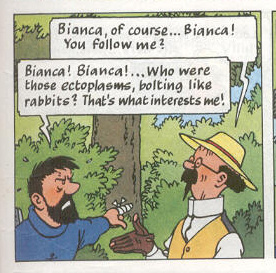 Bianca, of course... Bianca!
You follow me?
Bianca! Bianca!... Who were
those ectoplasms, bolting like
rabbits? That's what interests me!